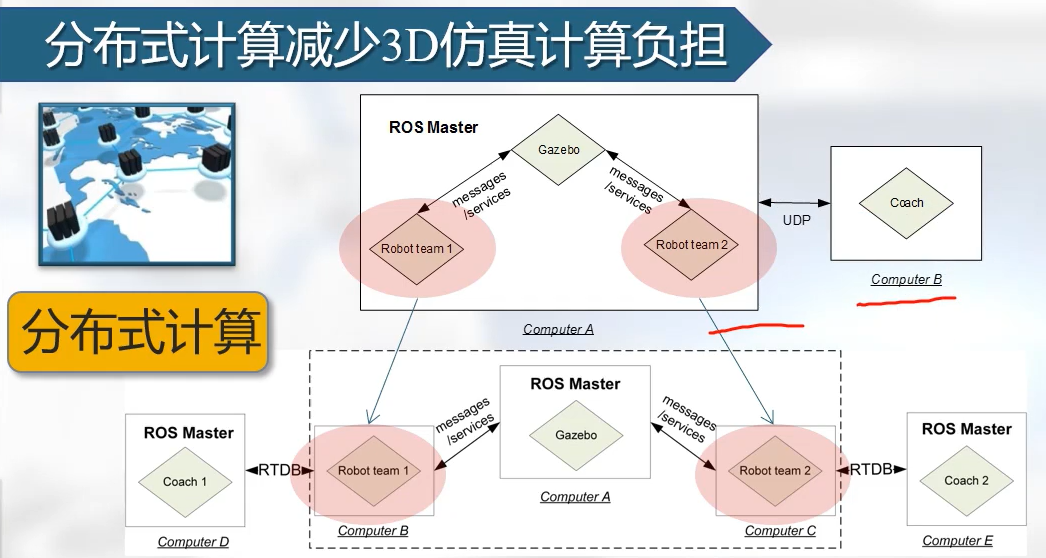 分布式计算减少3D仿真计算负担
ROS Master
Gazebo
messages
/services
messages
/services
Robot team 1
Robot team 2
UDP
Coach
Computer B
Computer A
分布式计算
ROS Master
Coach 1
Computer D
RTDB
Robot team 1
Computer B
messages
/services
ROS Master
Gazebo
Computer A
messages
/services
Robot team 2
Computer C
RTDB
ROS Master
Coach 2
Computer E